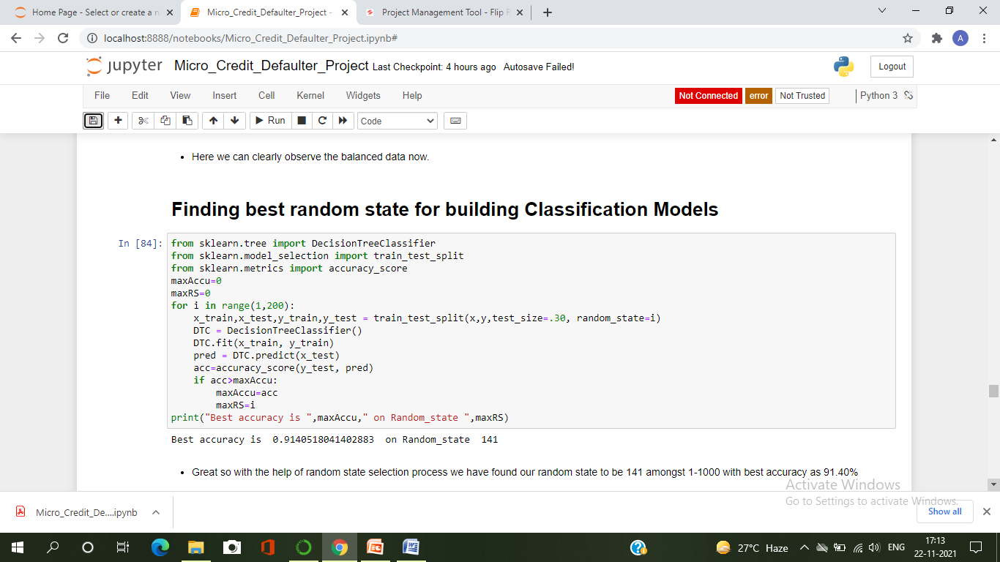 Home Page - Select or create a n
Micro_Credit_Defaulter_Project -
Project Management Tool - Flip R
localhost:8888/notebooks/Micro_Credit_Defaulter_Project.ipynb#
A
jupyter Micro_Credit_Defaulter_Project Last Checkpoint: 4 hours ago Autosave Failed!
Logout
File Edit View Insert Cell Kernel Widgets Help
Not Connected error Not Trusted Python 3
Run Code
• Here we can clearly observe the balanced data now.
Finding best random state for building Classification Models
In [84]:
from sklearn.tree import DecisionTreeClassifier
from sklearn.model_selection import train_test_split
from sklearn.metrics import accuracy_score
maxAccu=0
maxRS=0
for i in range(1,200):
    x_train,x_test,y_train,y_test = train_test_split(x,y,test_size=.30, random_state=i)
    DTC = DecisionTreeClassifier()
    DTC.fit(x_train, y_train)
    pred = DTC.predict(x_test)
    acc=accuracy_score(y_test, pred)
    if acc>maxAccu:
        maxAccu=acc
        maxRS=i
print("Best accuracy is ",maxAccu," on Random_state ",maxRS)
Best accuracy is  0.9140518041402883  on Random_state  141
• Great so with the help of random state selection process we have found our random state to be 141 amongst 1-1000 with best accuracy as 91.40%
Activate Windows
Go to Settings to activate Windows.
Micro_Credit_De....ipynb
Show all
27°C Haze
ENG
17:13
22-11-2021